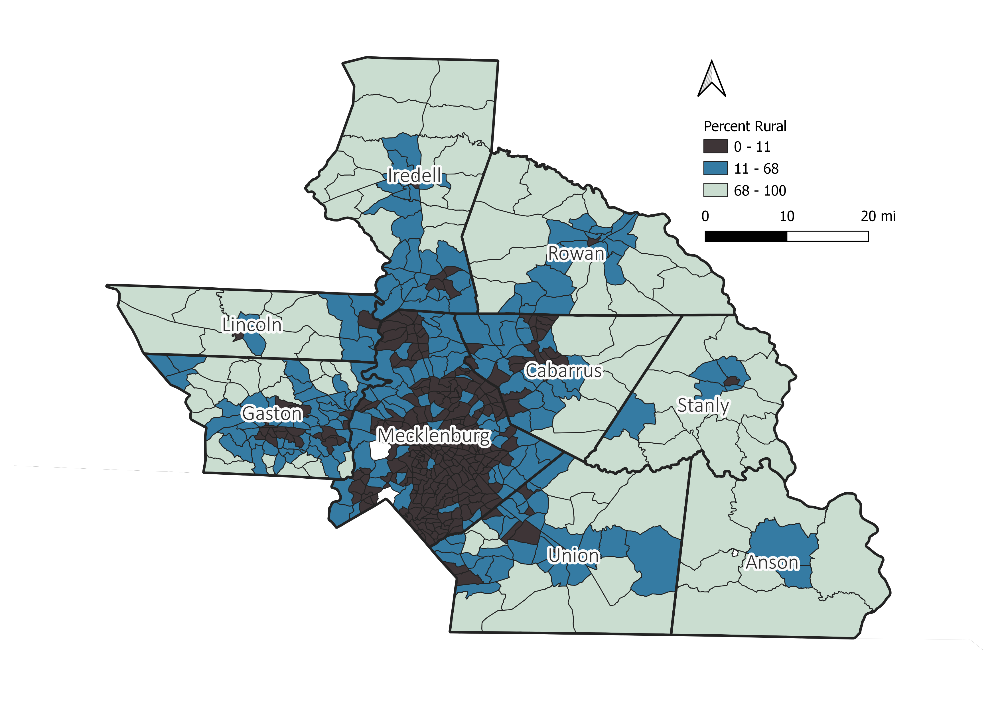 Percent Rural
0 - 11
11 - 68
68 - 100
0 10 20 mi
Iredell
Rowan
Lincoln
Cabarrus
Stanly
Gaston
Mecklenburg
Union
Anson